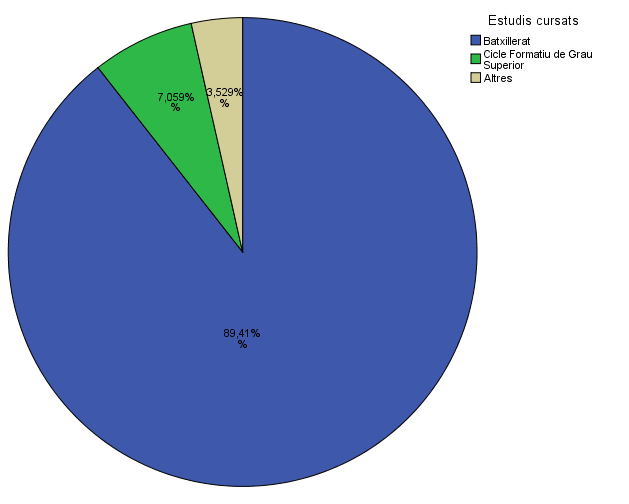 Estudis cursats
Batxillerat
Cicle Formatiu de Grau
Superior
Altres
7,059%
%
3,529%
%
89,41%
%